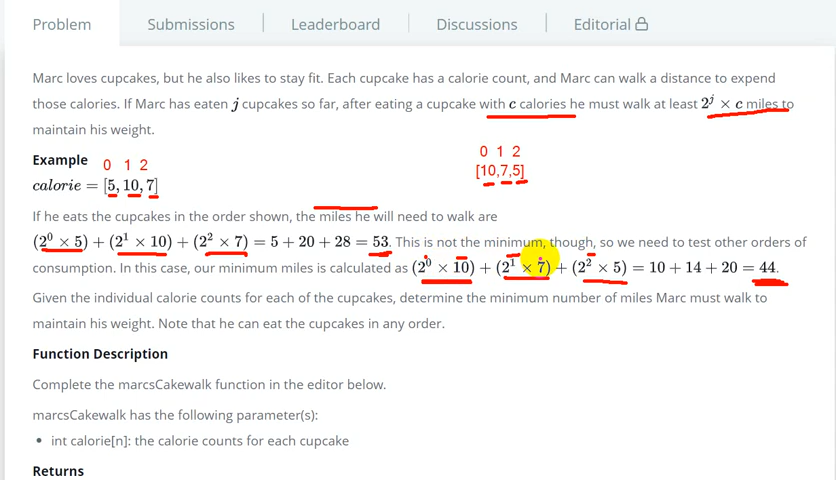 Problem Submissions Leaderboard Discussions Editorial
Marc loves cupcakes, but he also likes to stay fit. Each cupcake has a calorie count, and Marc can walk a distance to expend
those calories. If Marc has eaten j cupcakes so far, after eating a cupcake with c calories he must walk at least 2^j × c miles to
maintain his weight.
Example
0 1 2
calorie = [5, 10, 7]
0 1 2
[10,7,5]
If he eats the cupcakes in the order shown, the miles he will need to walk are
(2^0 × 5) + (2^1 × 10) + (2^2 × 7) = 5 + 20 + 28 = 53. This is not the minimum, though, so we need to test other orders of
consumption. In this case, our minimum miles is calculated as (2^0 × 10) + (2^1 × 7) + (2^2 × 5) = 10 + 14 + 20 = 44.
Given the individual calorie counts for each of the cupcakes, determine the minimum number of miles Marc must walk to
maintain his weight. Note that he can eat the cupcakes in any order.
Function Description
Complete the marcsCakewalk function in the editor below.
marcsCakewalk has the following parameter(s):
• int calorie[n]: the calorie counts for each cupcake
Returns